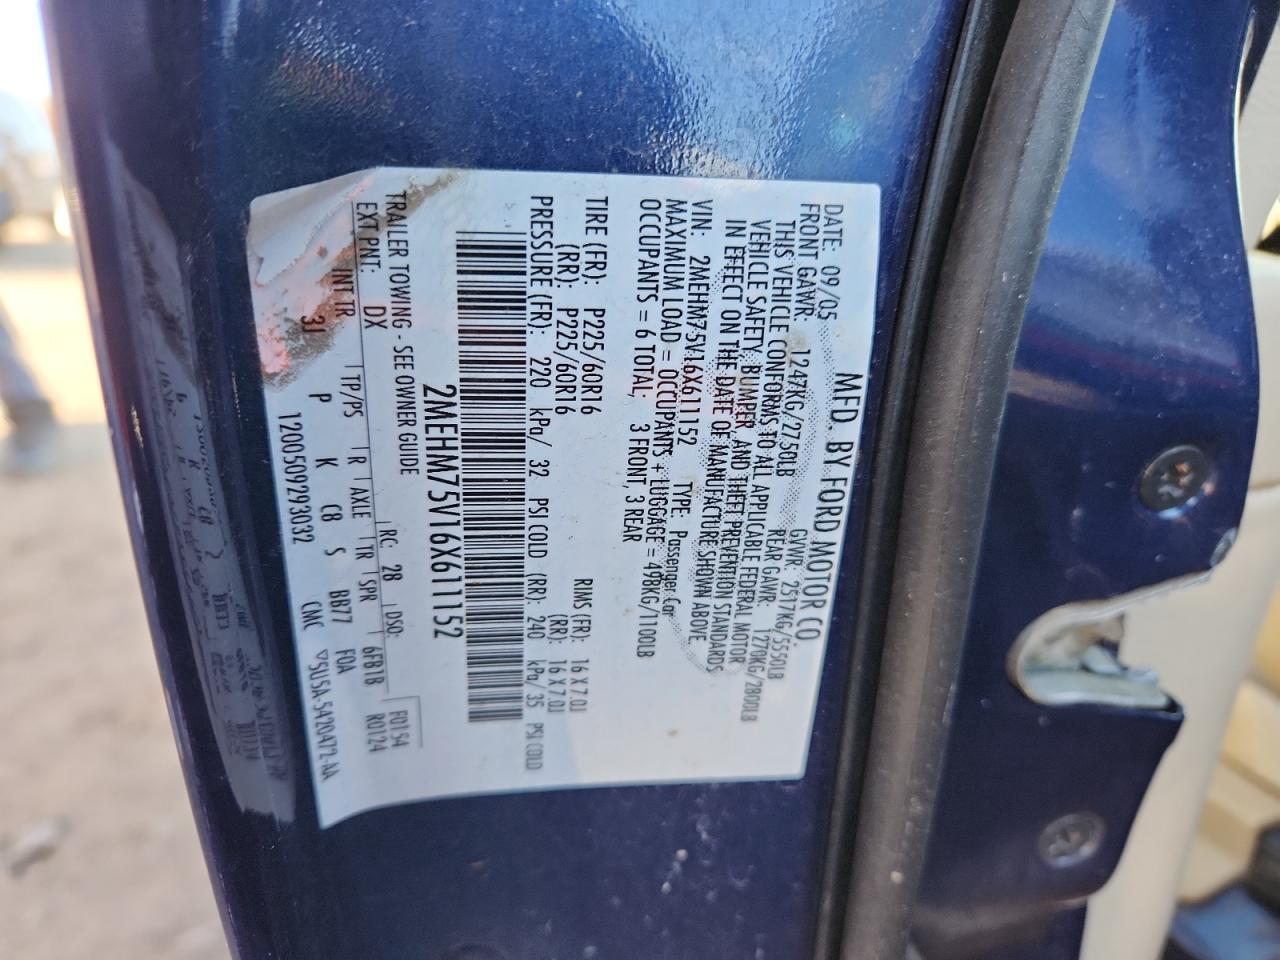 MFD. BY FORD MOTOR CO.
DATE: 09/05 GVWR: 2517KG/5550LB
FRONT GAWR: 1247KG/2750LB REAR GAWR: 1270KG/2800LB
THIS VEHICLE CONFORMS TO ALL APPLICABLE FEDERAL MOTOR
VEHICLE SAFETY, BUMPER, AND THEFT PREVENTION STANDARDS
IN EFFECT ON THE DATE OF MANUFACTURE SHOWN ABOVE
VIN: 2MEHM75V16X611152 TYPE: Passenger Car
MAXIMUM LOAD = OCCUPANTS + LUGGAGE = 498KG/1100LB
OCCUPANTS = 6 TOTAL, 3 FRONT, 3 REAR
TIRE (FR): P225/60R16 RIMS (FR): 16 X 7.0J
(RR): P225/60R16 (RR): 16 X 7.0J
PRESSURE (FR): 220 kPa/ 32 PSI COLD (RR): 240 kPa/ 35 PSI COLD
2MEHM75V16X611152
TRAILER TOWING - SEE OWNER GUIDE
F0154
EXT PNT: DX RC: 28 DSO: R0124
INT TR TP/PS R AXLE TR SPR 6FB1B
3J P K C8 S BB77 F0A
120050929303​2 CMC ▽5U5A-5420472-AA